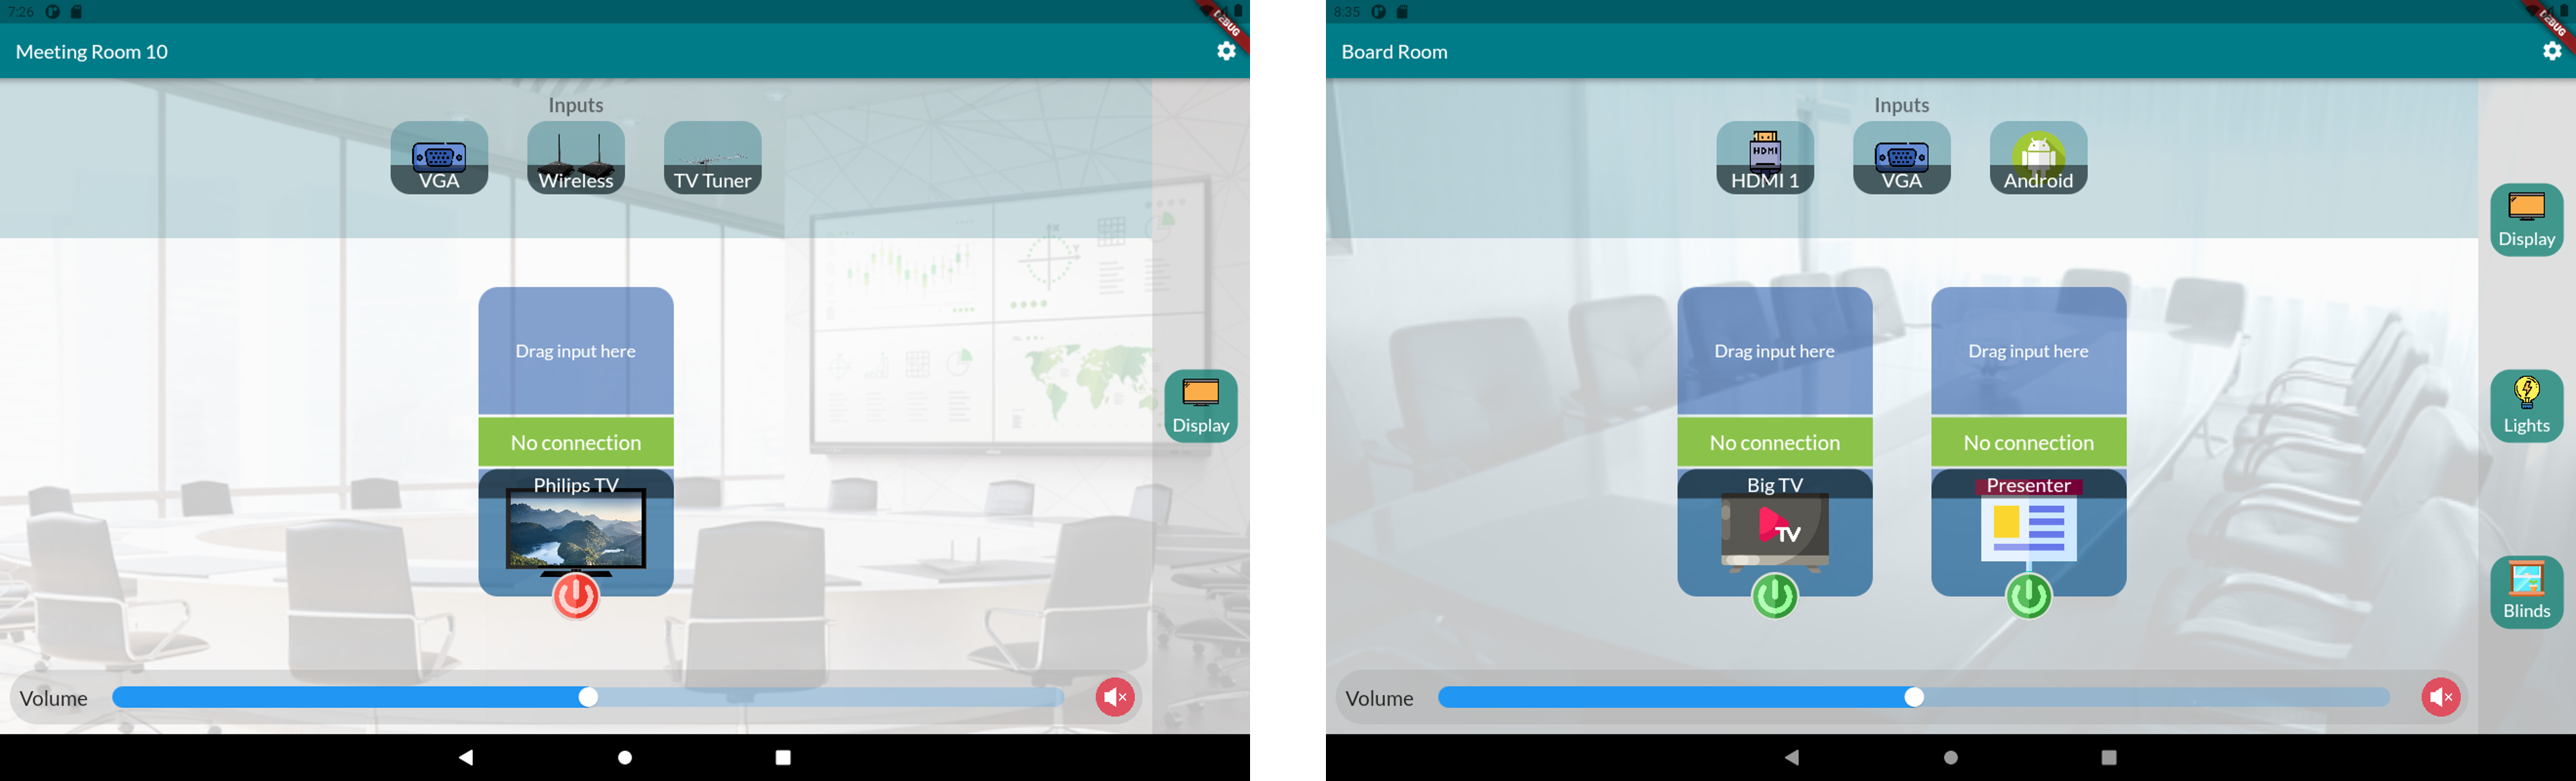 7:26
DEBUG
Meeting Room 10
Inputs
VGA
Wireless
TV Tuner
Drag input here
No connection
Philips TV
Display
Volume
8:35
DEBUG
Board Room
Inputs
HDMI
HDMI 1
VGA
Android
Display
Drag input here
Drag input here
Lights
No connection
No connection
Big TV
Presenter
TV
Blinds
Volume